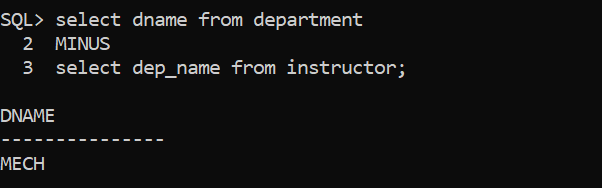 SQL> select dname from department
  2  MINUS
  3  select dep_name from instructor;
DNAME
---------------
MECH